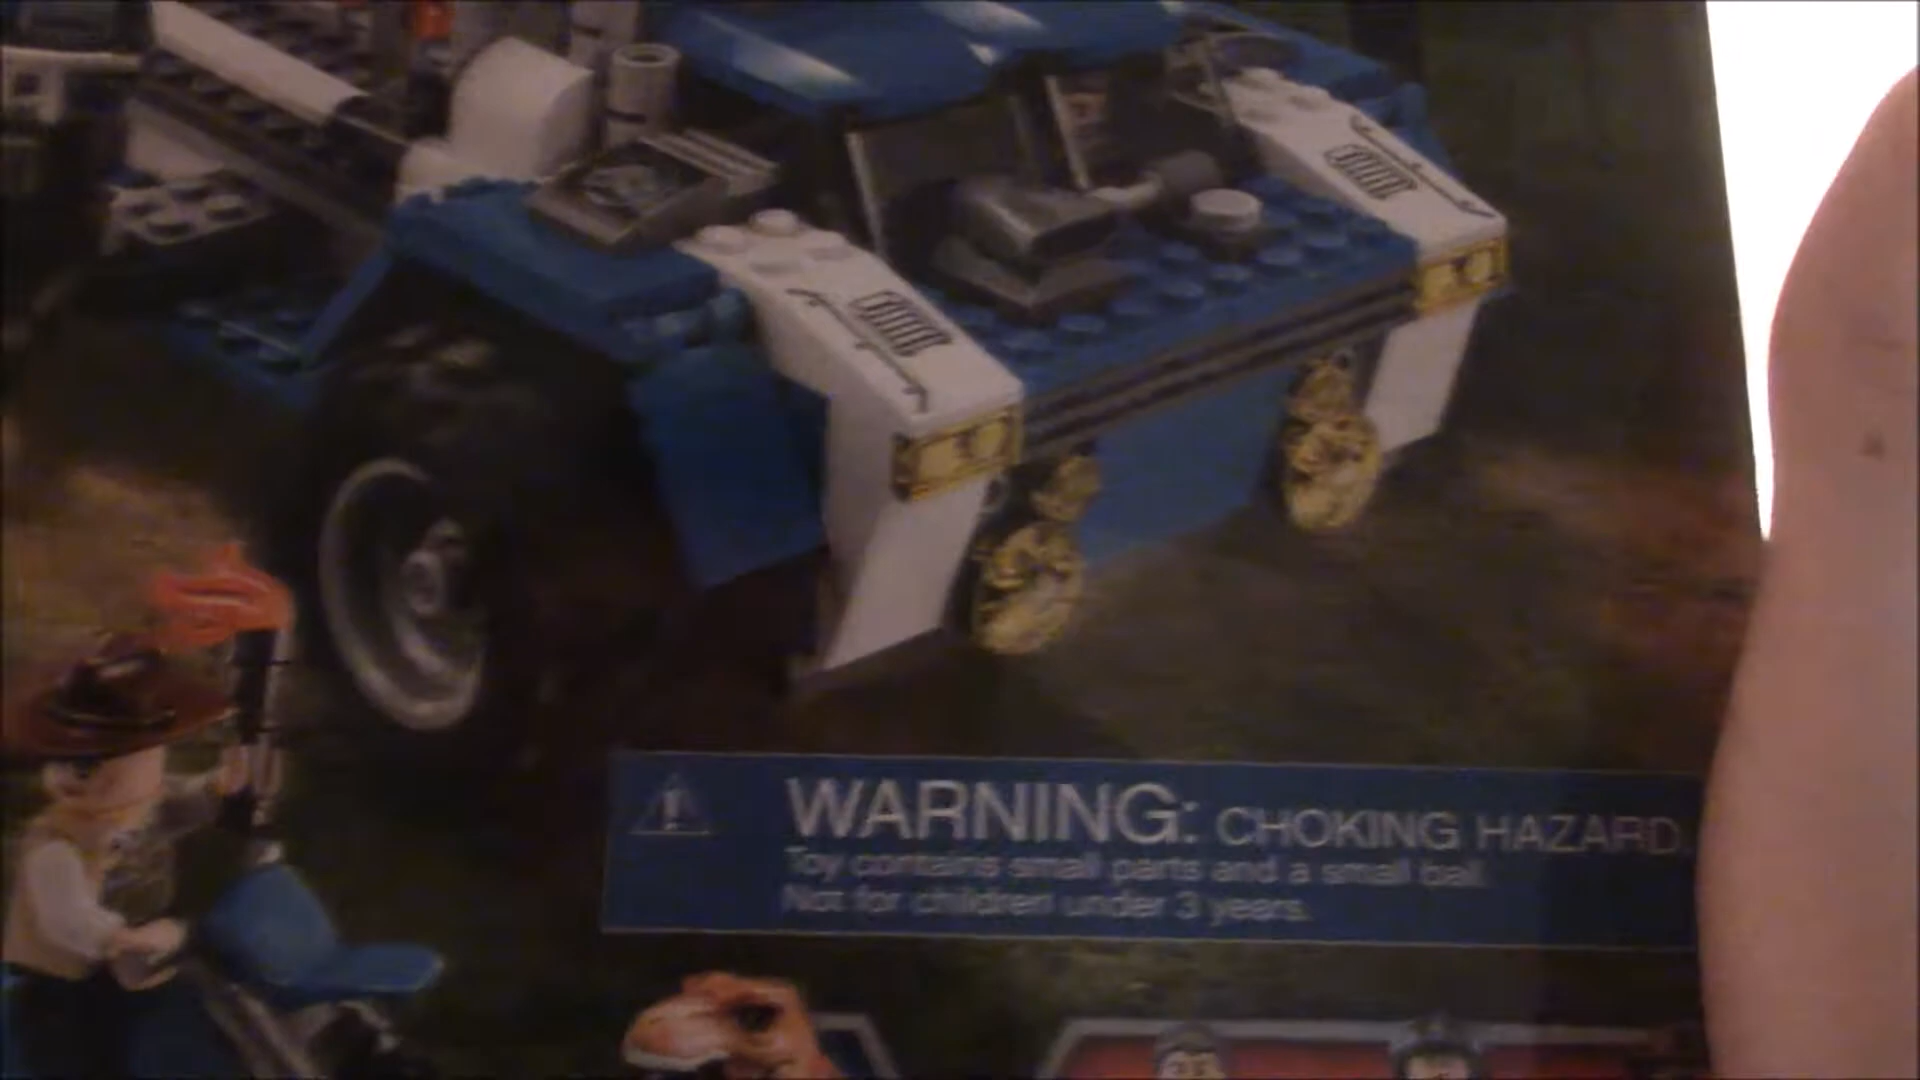 WARNING: CHOKING HAZARD.
Toy contains small parts and a small ball.
Not for children under 3 years.